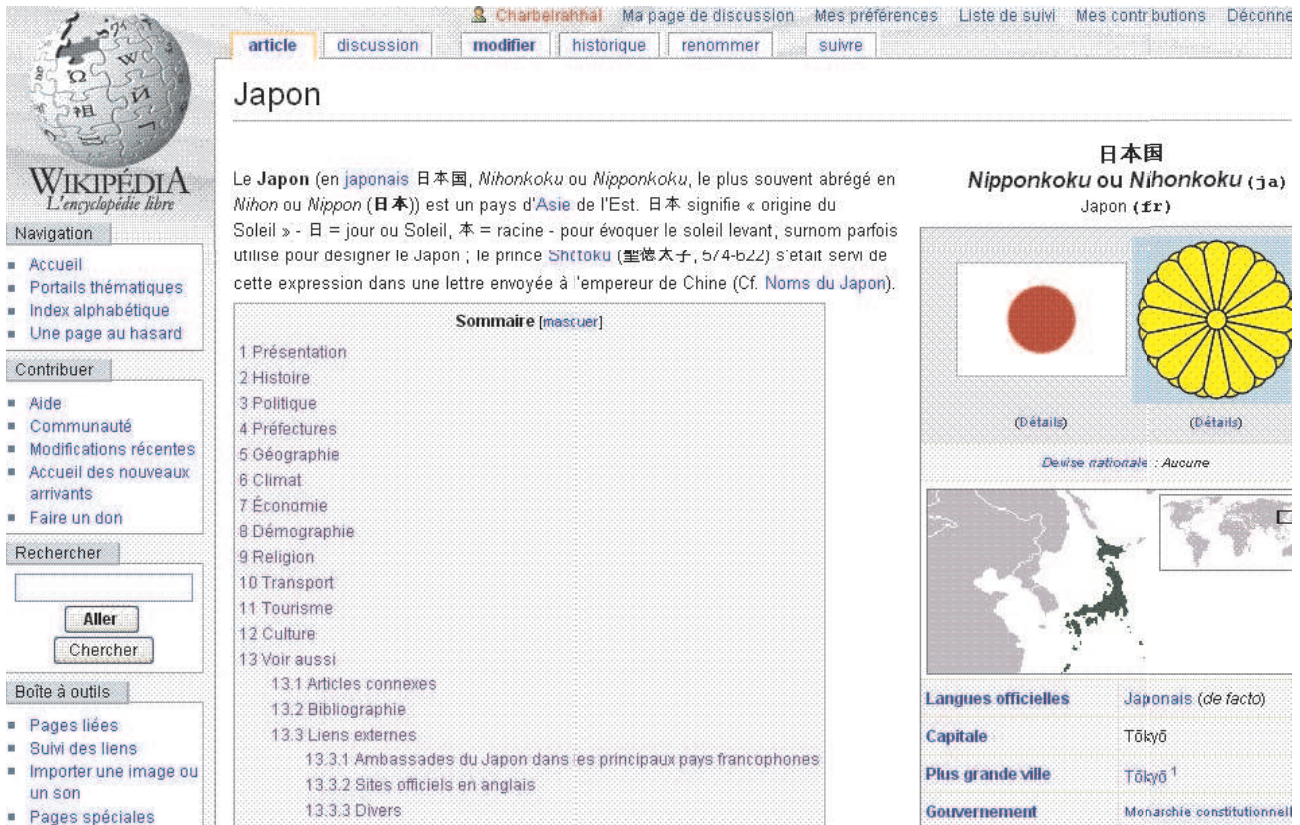 Charbelrahhal Ma page de discussion Mes préférences Liste de suivi Mes contributions Déconne
article discussion modifier historique renommer suivre
Japon
WIKIPÉDIA
L'encyclopédie libre
Navigation
Accueil
Portails thématiques
Index alphabétique
Une page au hasard
Contribuer
Aide
Communauté
Modifications récentes
Accueil des nouveaux
arrivants
Faire un don
Rechercher
Aller
Chercher
Boîte à outils
Pages liées
Suivi des liens
Importer une image ou
un son
Pages spéciales
Le Japon (en japonais 日本国, Nihonkoku ou Nipponkoku, le plus souvent abrégé en
Nihon ou Nippon (日本)) est un pays d'Asie de l'Est. 日本 signifie « origine du
Soleil » - 日 = jour ou Soleil, 本 = racine - pour évoquer le soleil levant, surnom parfois
utilisé pour désigner le Japon ; le prince Shōtoku (聖徳太子, 574-622) s'était servi de
cette expression dans une lettre envoyée à l'empereur de Chine (Cf. Noms du Japon).
Sommaire [masquer]
1 Présentation
2 Histoire
3 Politique
4 Préfectures
5 Géographie
6 Climat
7 Économie
8 Démographie
9 Religion
10 Transport
11 Tourisme
12 Culture
13 Voir aussi
13.1 Articles connexes
13.2 Bibliographie
13.3 Liens externes
13.3.1 Ambassades du Japon dans les principaux pays francophones
13.3.2 Sites officiels en anglais
13.3.3 Divers
日本国
Nipponkoku ou Nihonkoku (ja)
Japon (fr)
(Détails) (Détails)
Devise nationale : Aucune
Langues officielles Japonais (de facto)
Capitale Tōkyō
Plus grande ville Tōkyō 1
Gouvernement Monarchie constitutionnell